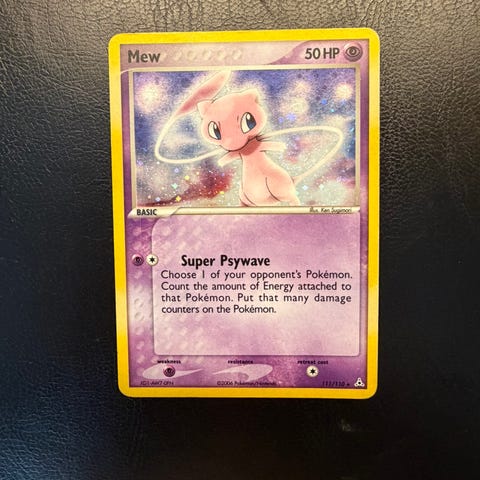 Mew 50 HP
illus. Ken Sugimori
BASIC
Super Psywave
Choose 1 of your opponent's Pokémon.
Count the amount of Energy attached to
that Pokémon. Put that many damage
counters on the Pokémon.
weakness resistance retreat cost
©2006 Pokémon/Nintendo 111/110